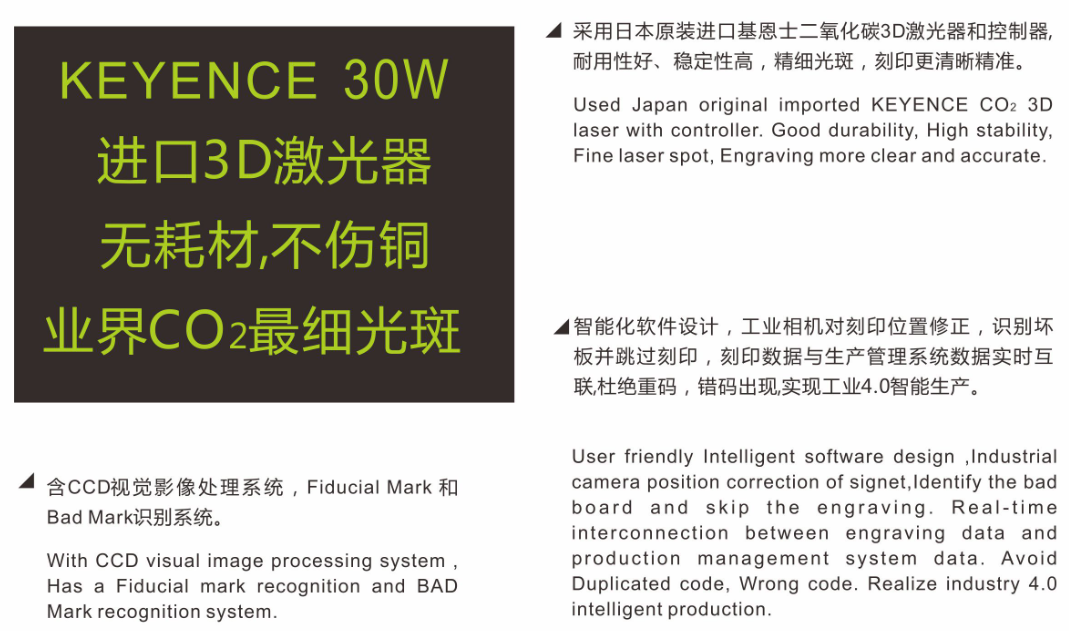 KEYENCE 30W
进口3D激光器
无耗材,不伤铜
业界CO₂最细光斑
含CCD视觉影像处理系统，Fiducial Mark 和
Bad Mark识别系统。
With CCD visual image processing system ,
Has a Fiducial mark recognition and BAD
Mark recognition system.
采用日本原装进口基恩士二氧化碳3D激光器和控制器,
耐用性好、稳定性高，精细光斑，刻印更清晰精准。
Used Japan original imported KEYENCE CO₂ 3D
laser with controller. Good durability, High stability,
Fine laser spot, Engraving more clear and accurate.
智能化软件设计，工业相机对刻印位置修正，识别坏
板并跳过刻印，刻印数据与生产管理系统数据实时互
联,杜绝重码，错码出现,实现工业4.0智能生产。
User friendly Intelligent software design ,Industrial
camera position correction of signet,Identify the bad
board and skip the engraving. Real-time
interconnection between engraving data and
production management system data. Avoid
Duplicated code, Wrong code. Realize industry 4.0
intelligent production.